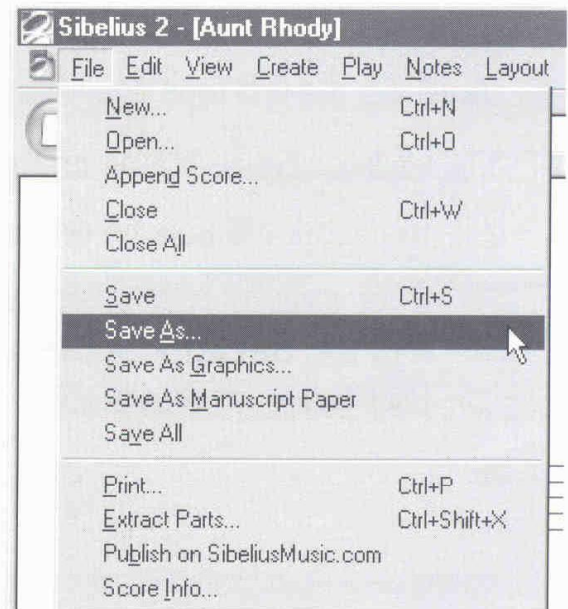 Sibelius 2 - [Aunt Rhody]
File Edit View Create Play Notes Layout
New... Ctrl+N
Open... Ctrl+O
Append Score...
Close Ctrl+W
Close All
Save Ctrl+S
Save As...
Save As Graphics...
Save As Manuscript Paper
Save All
Print... Ctrl+P
Extract Parts... Ctrl+Shift+X
Publish on SibeliusMusic.com
Score Info...